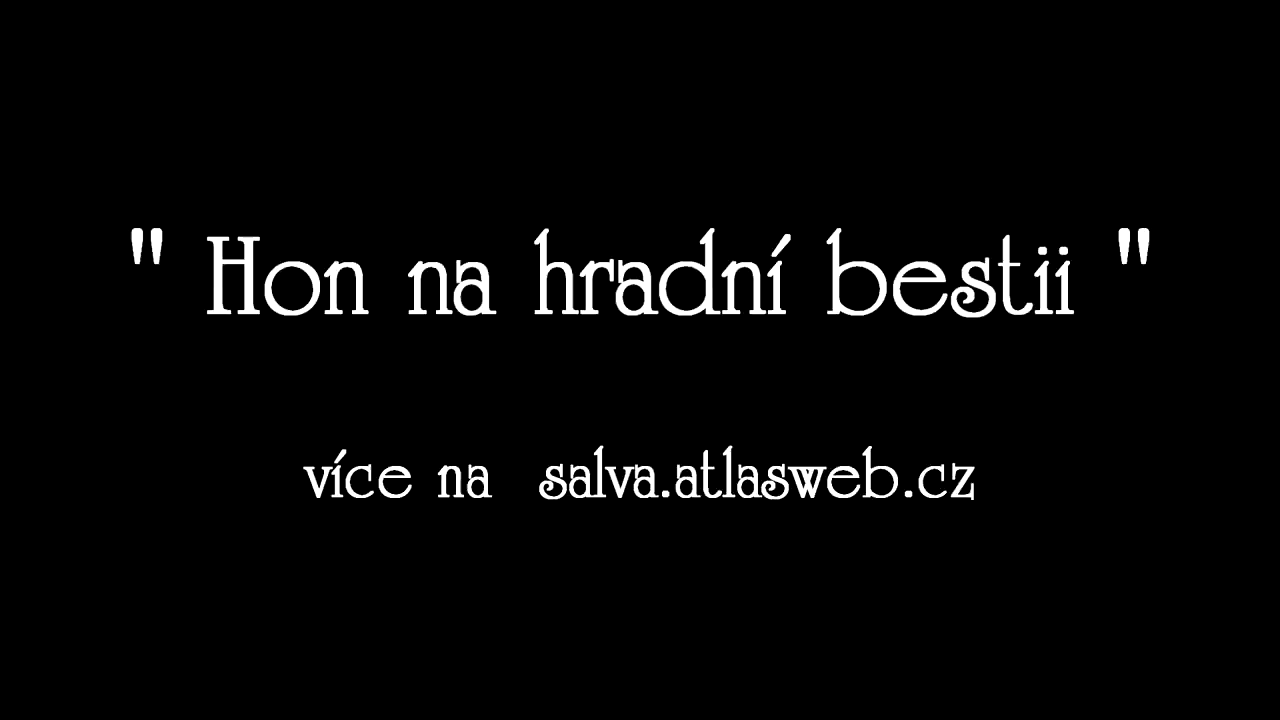 " Hon na hradní bestii "
více na salva.atlasweb.cz